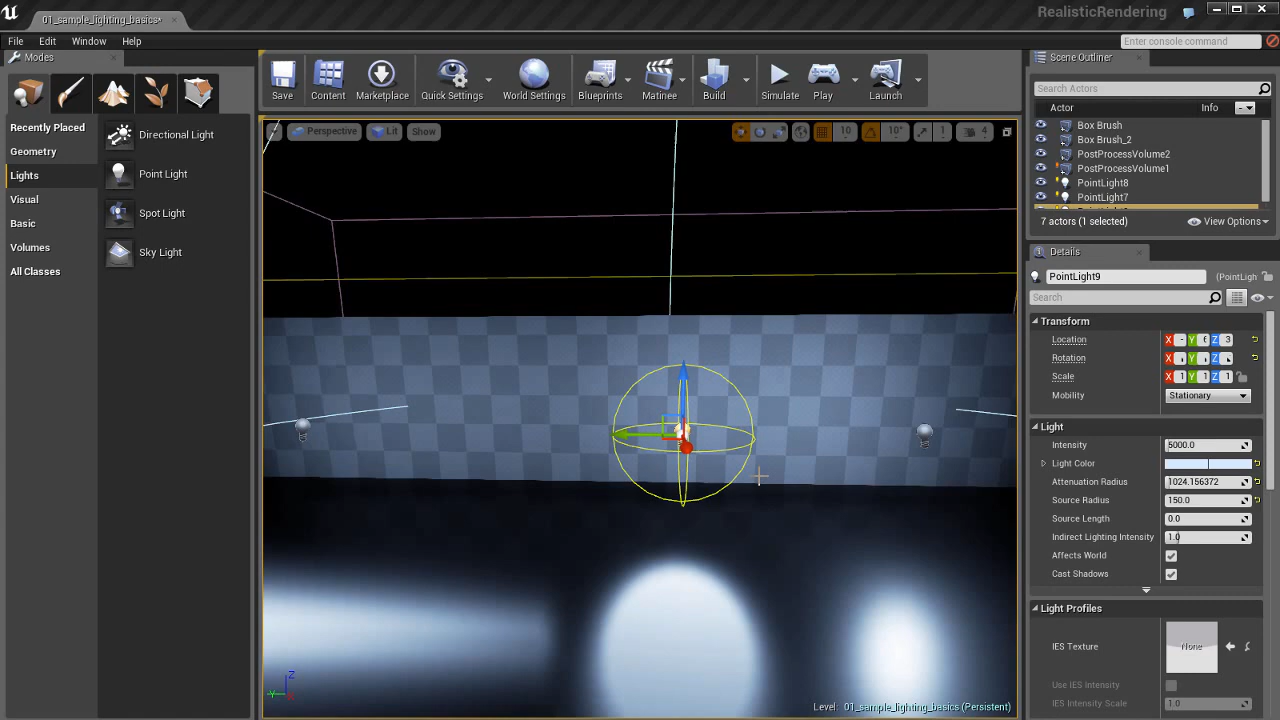 01_sample_lighting_basics*
RealisticRendering
File Edit Window Help
Enter console command
Modes
Save
Content
Marketplace
Quick Settings
World Settings
Blueprints
Matinee
Build
Simulate
Play
Launch
Recently Placed
Geometry
Lights
Visual
Basic
Volumes
All Classes
Directional Light
Point Light
Spot Light
Sky Light
Perspective
Lit
Show
10
10°
1
4
Z
Y
Level: 01_sample_lighting_basics (Persistent)
Scene Outliner
Search Actors
Actor Info
Box Brush
Box Brush_2
PostProcessVolume2
PostProcessVolume1
PointLight8
PointLight7
7 actors (1 selected)
View Options
Details
PointLight9
(PointLigh
Search
Transform
Location X - Y Z 3
Rotation X Y Z
Scale X 1 Y 1 Z 1
Mobility Stationary
Light
Intensity 5000.0
Light Color
Attenuation Radius 1024.156372
Source Radius 150.0
Source Length 0.0
Indirect Lighting Intensity 1.0
Affects World
Cast Shadows
Light Profiles
IES Texture None
Use IES Intensity
IES Intensity Scale 1.0